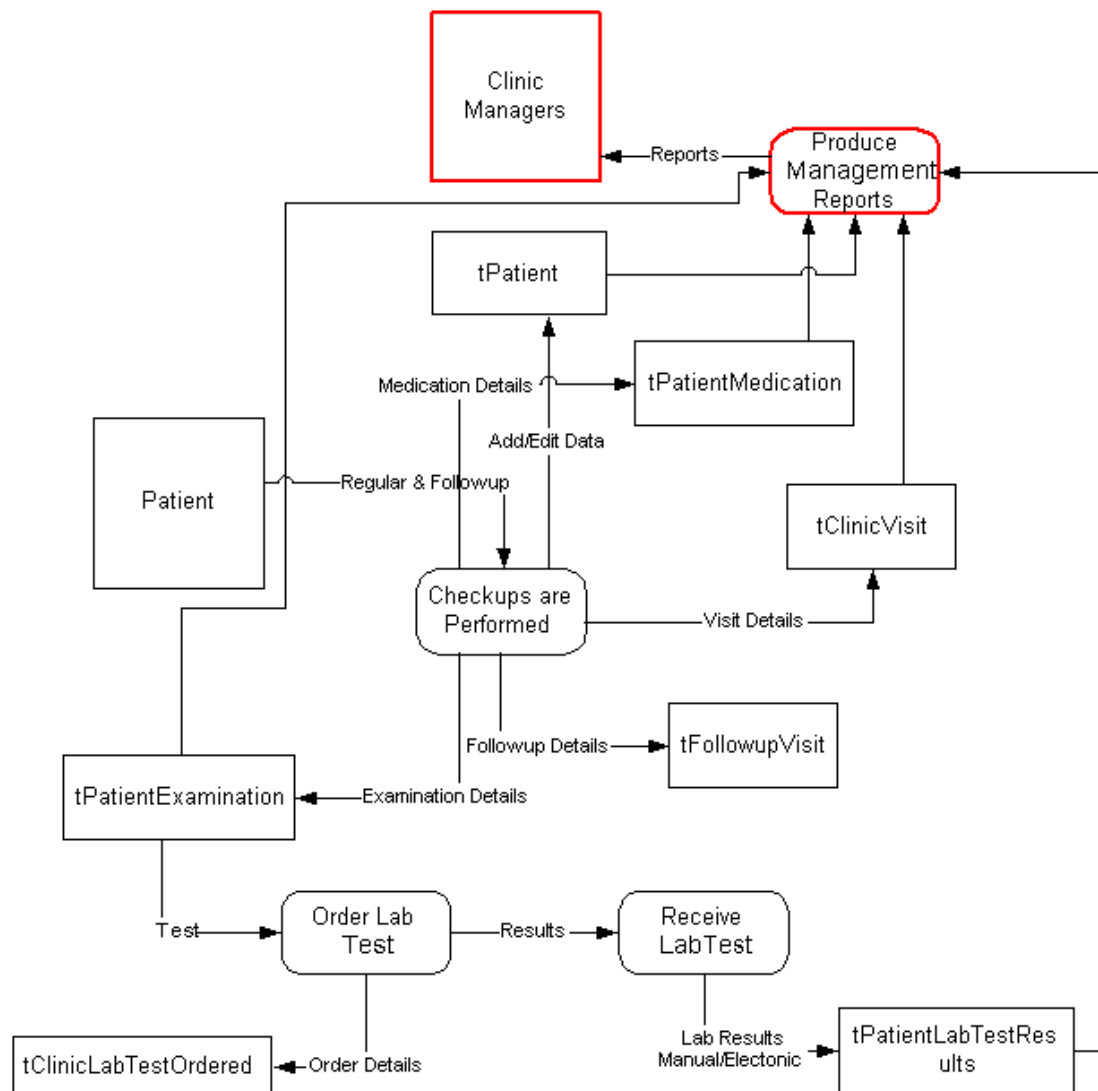 Clinic
Managers
Produce
Management
Reports
Reports
tPatient
Medication Details
tPatientMedication
Add/Edit Data
Patient
Regular & Followup
tClinicVisit
Checkups are
Performed
Visit Details
Followup Details
tFollowupVisit
tPatientExamination
Examination Details
Test
Order Lab
Test
Results
Receive
LabTest
Lab Results
Manual/Electonic
tPatientLabTestRes
ults
tClinicLabTestOrdered
Order Details